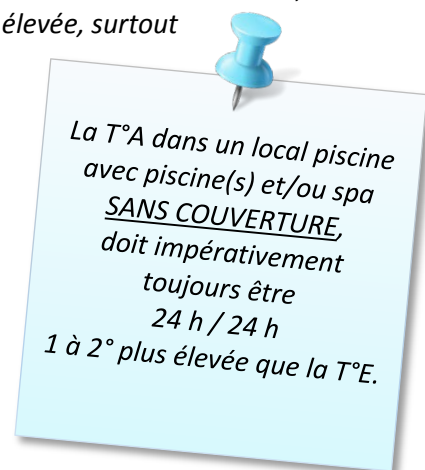 élevée, surtout
La T°A dans un local piscine
avec piscine(s) et/ou spa
SANS COUVERTURE,
doit impérativement
toujours être
24 h / 24 h
1 à 2° plus élevée que la T°E.